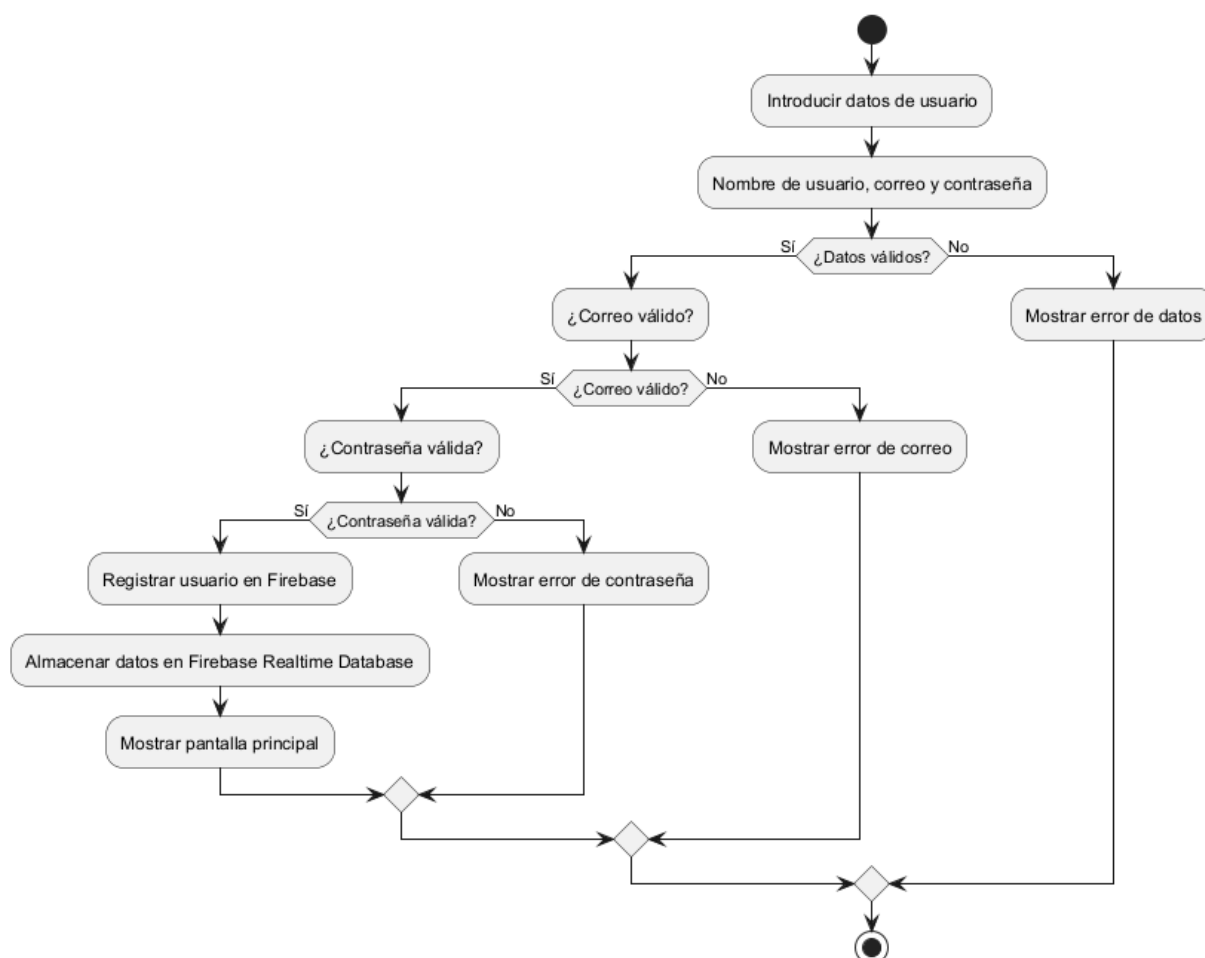 Introducir datos de usuario
Nombre de usuario, correo y contraseña
Sí
¿Datos válidos?
No
¿Correo válido?
Mostrar error de datos
Sí
¿Correo válido?
No
¿Contraseña válida?
Mostrar error de correo
Sí
¿Contraseña válida?
No
Registrar usuario en Firebase
Mostrar error de contraseña
Almacenar datos en Firebase Realtime Database
Mostrar pantalla principal